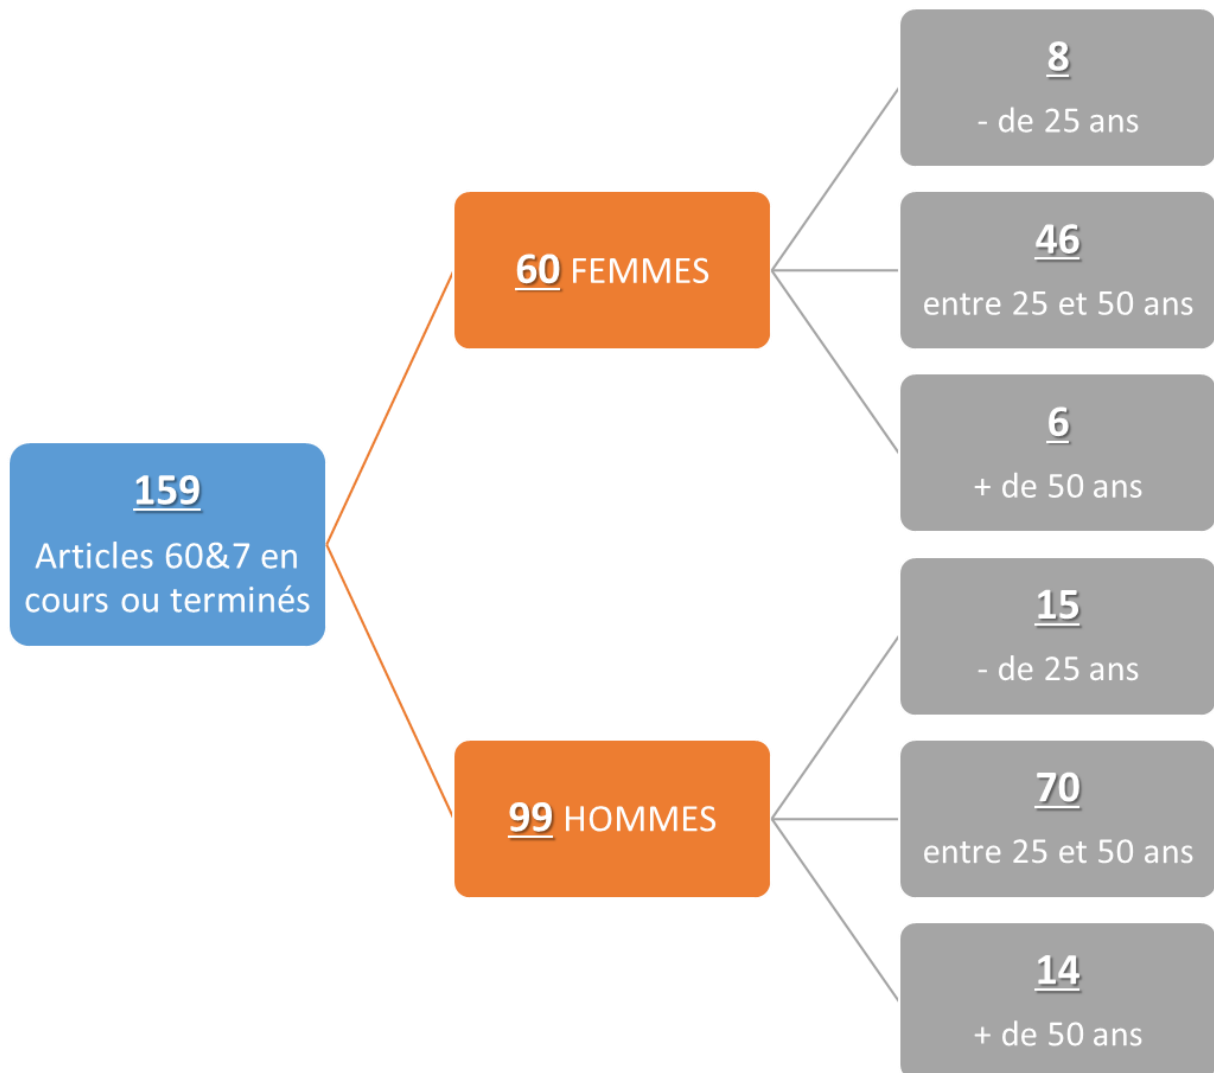 159
Articles 60&7 en
cours ou terminés
60 FEMMES
8
- de 25 ans
46
entre 25 et 50 ans
6
+ de 50 ans
99 HOMMES
15
- de 25 ans
70
entre 25 et 50 ans
14
+ de 50 ans